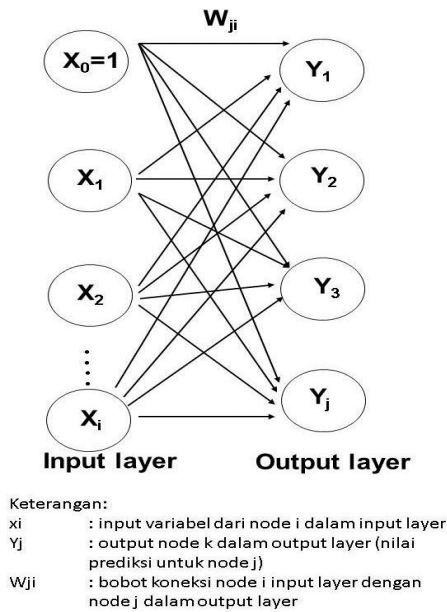 Wji
X0=1
Y1
X1
Y2
X2
Y3
Xi
Yj
Input layer
Output layer
Keterangan:
xi : input variabel dari node i dalam input layer
Yj : output node k dalam output layer (nilai
prediksi untuk node j)
Wji : bobot koneksi node i input layer dengan
node j dalam output layer